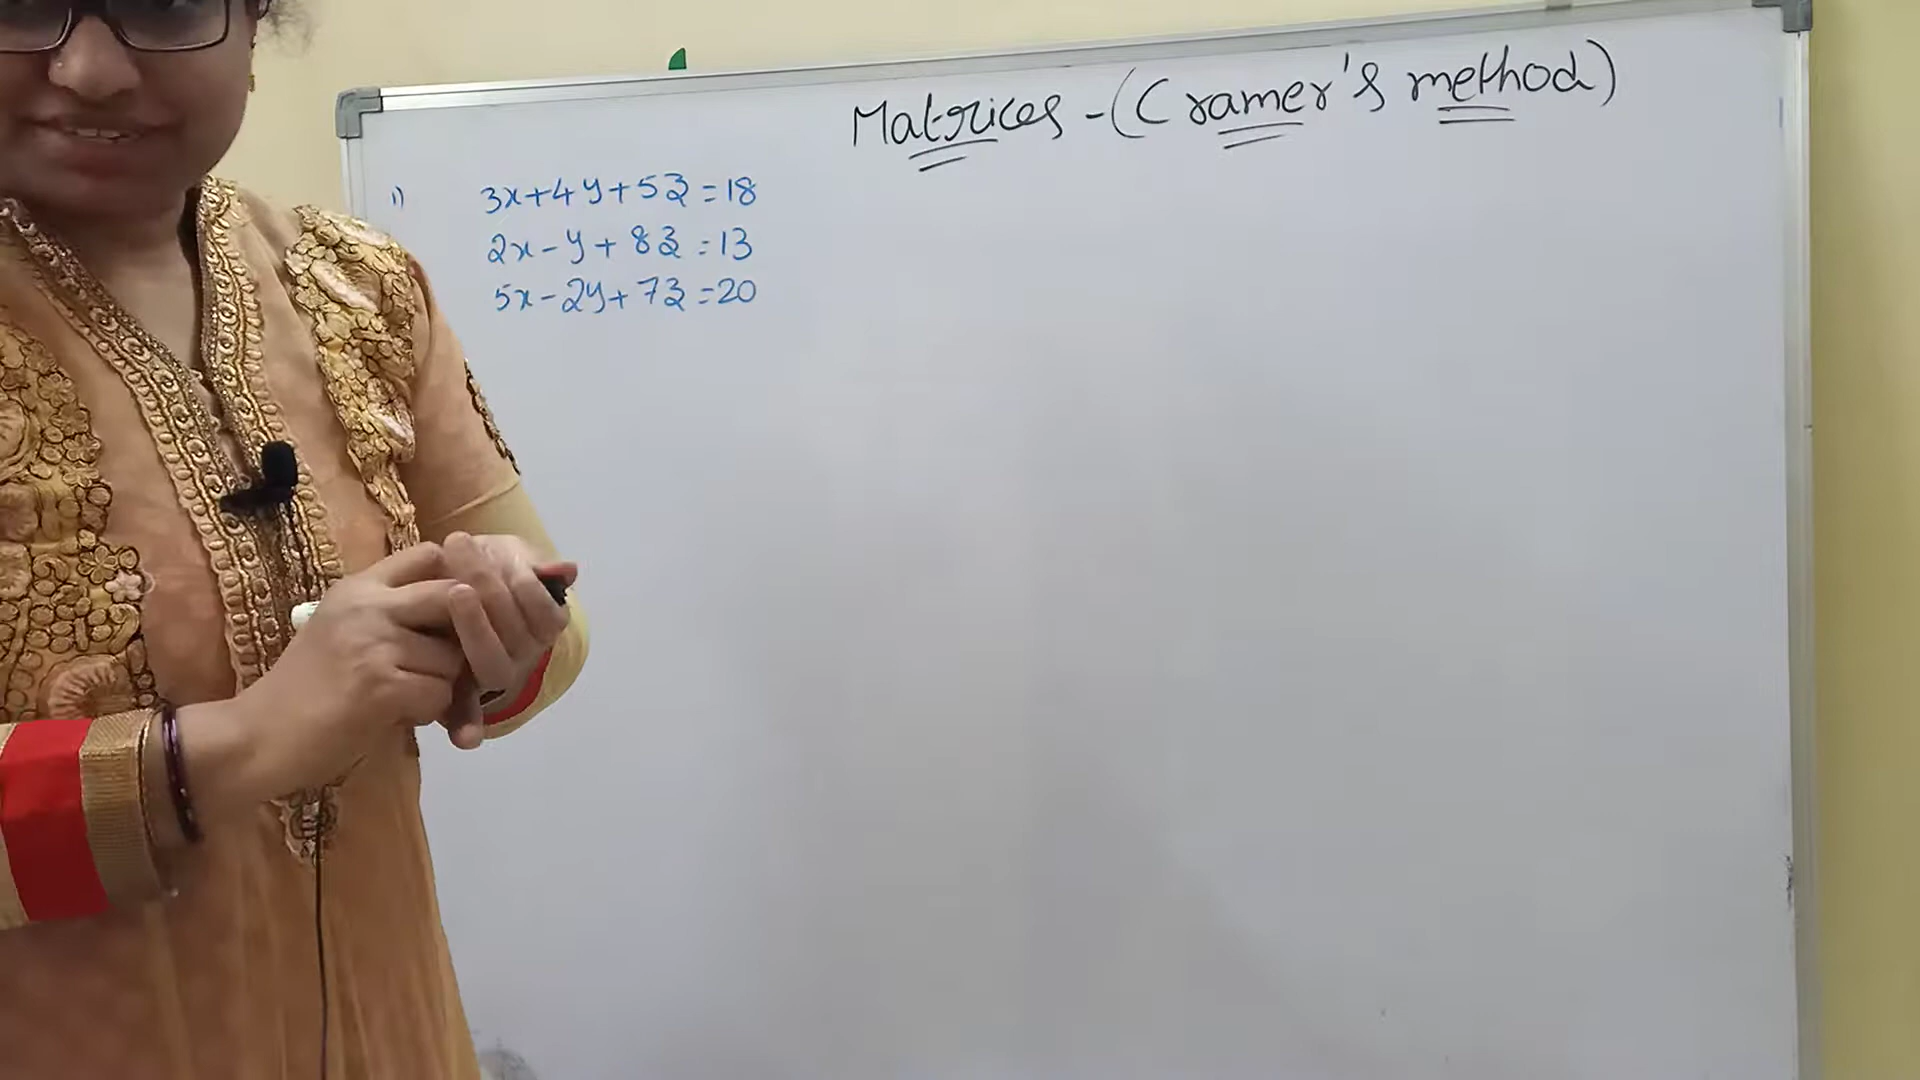 Matrices - (Cramer's method)
1) 3x+4y+5z=18
2x-y+8z=13
5x-2y+7z=20